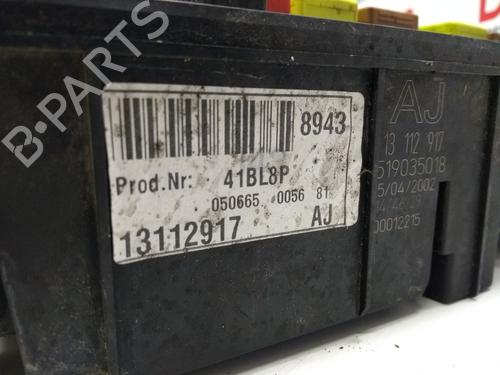 8943
Prod.Nr: 41BL8P
050665 0056 81
13112917 AJ
AJ
13 112 917
519035018
5/04/2002
00012215
B-PARTS